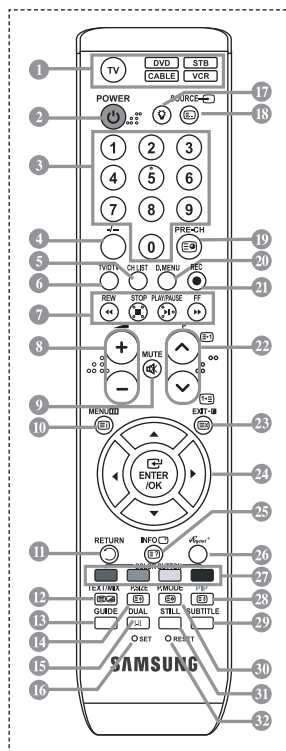 1
TV
DVD
STB
CABLE
VCR
POWER
SOURCE
2
17
18
3
1
2
3
4
5
6
7
8
9
0
4
-/--
PRE-CH
19
5
6
TV/DTV
CH LIST
D.MENU
REC
20
21
7
REW
STOP
PLAY/PAUSE
FF
8
P
22
9
MUTE
10
MENU
EXIT
23
ENTER
/OK
24
25
11
RETURN
INFO
Anynet+
26
27
12
TEXT/MIX
P.SIZE
P.MODE
PIP
28
13
GUIDE
DUAL
STILL
SUBTITLE
29
14
15
I-II
30
16
SET
RESET
31
32
SAMSUNG